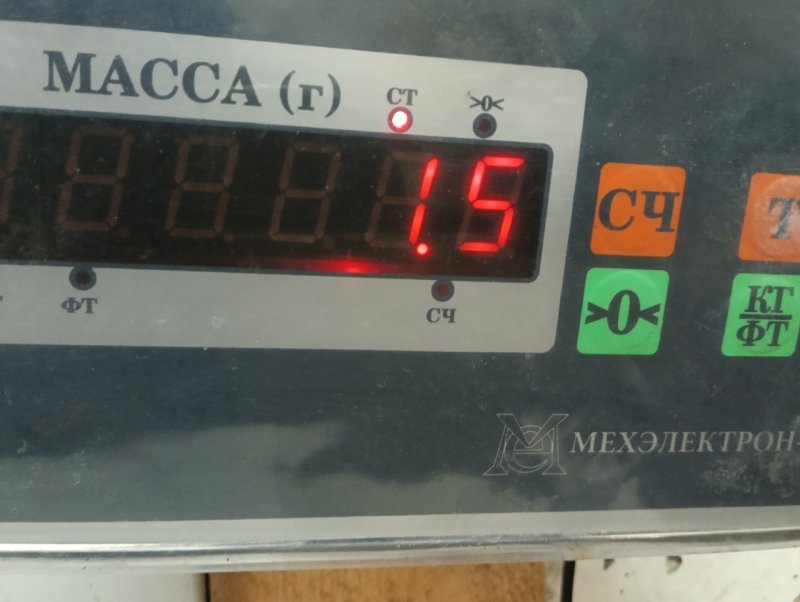 МАССА (г)
СТ >0<
1.5
ФТ СЧ
СЧ Т
>0< КГ
ФТ
МЕХЭЛЕКТРОН-